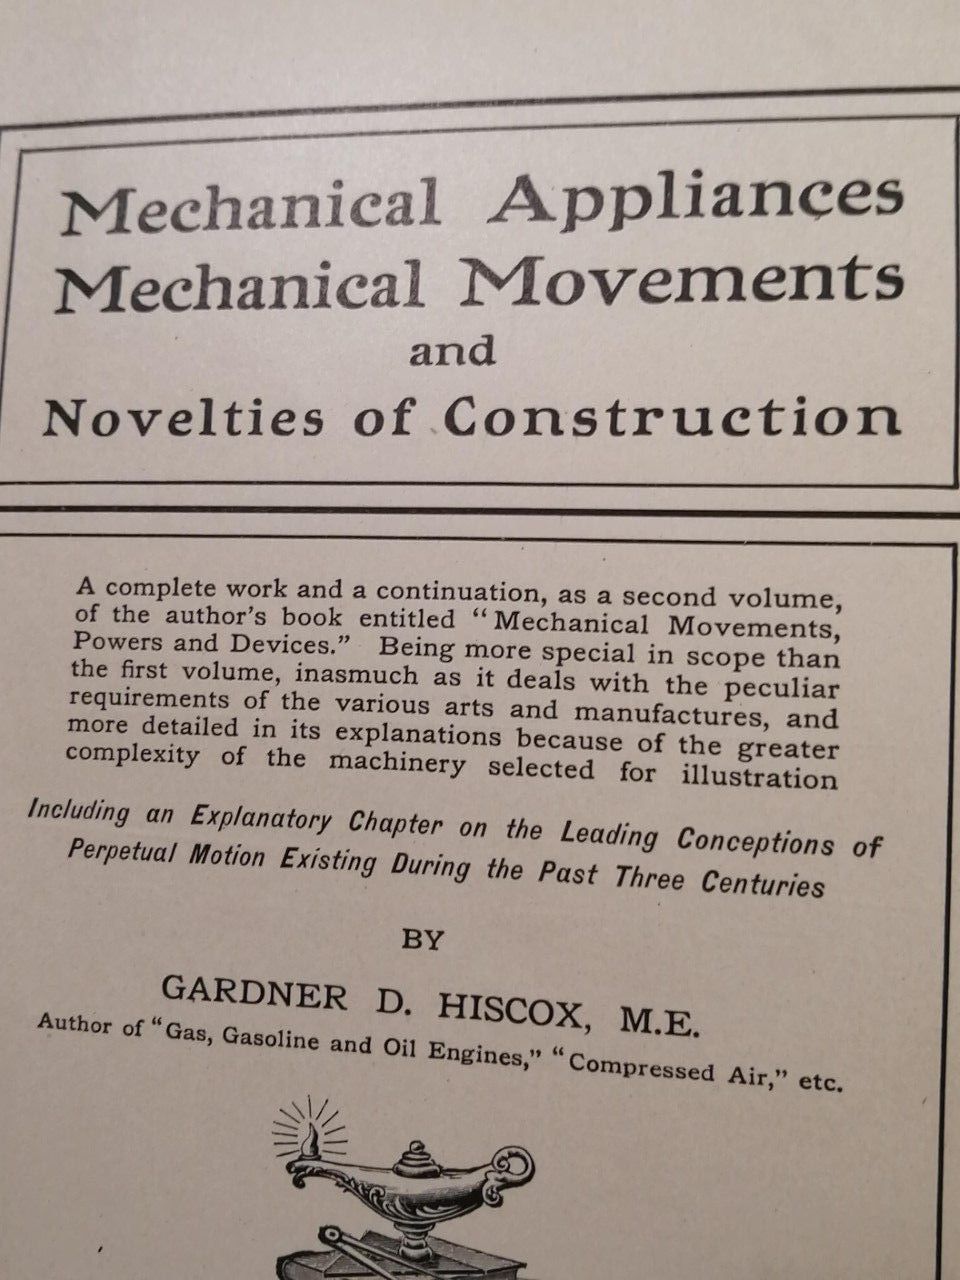 Mechanical Appliances
Mechanical Movements
and
Novelties of Construction
A complete work and a continuation, as a second volume,
of the author's book entitled “Mechanical Movements,
Powers and Devices.” Being more special in scope than
the first volume, inasmuch as it deals with the peculiar
requirements of the various arts and manufactures, and
more detailed in its explanations because of the greater
complexity of the machinery selected for illustration
Including an Explanatory Chapter on the Leading Conceptions of
Perpetual Motion Existing During the Past Three Centuries
BY
GARDNER D. HISCOX, M.E.
Author of “Gas, Gasoline and Oil Engines,” “Compressed Air,” etc.